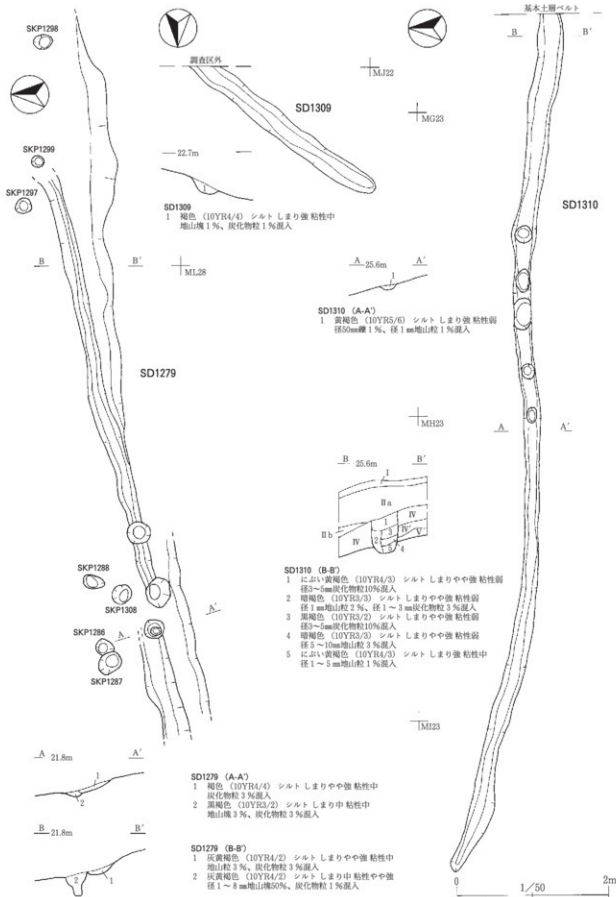 SKP1298
SKP1299
SKP1297
B
B′
ML28
SD1279
SKP1288
SKP1308
SKP1286
A
A′
SKP1287
調査区外
MJ22
SD1309
22.7m
1
SD1309
1 褐色 (10YR4/4) シルト しまり強 粘性中
地山塊1％、炭化物粒1％混入
基本土層ベルト
B
B′
MG23
SD1310
A
25.6m
A′
1
SD1310 (A-A′)
1 黄褐色 (10YR5/6) シルト しまり強 粘性弱
径50㎜礫1％、径1㎜地山粒1％混入
MH23
A
A′
B
25.6m
B′
I
Ⅱa
Ⅱb
Ⅳ
1
Ⅳ
Ⅳ′
Ⅴ
2
3
5
4
SD1310 (B-B′)
1 にぶい黄褐色 (10YR4/3) シルト しまりやや強 粘性弱
径3～5㎜炭化物粒10％混入
2 暗褐色 (10YR3/3) シルト しまりやや強 粘性弱
径1㎜地山粒2％、径1～3㎜炭化物粒3％混入
3 黒褐色 (10YR3/2) シルト しまりやや強 粘性弱
径3～5㎜炭化物粒10％混入
4 暗褐色 (10YR3/3) シルト しまりやや強 粘性弱
径5～10㎜地山粒3％混入
5 にぶい黄褐色 (10YR4/3) シルト しまり強 粘性中
径1～5㎜地山粒1％混入
MI23
A
21.8m
A′
1
2
SD1279 (A-A′)
1 褐色 (10YR4/4) シルト しまりやや強 粘性中
炭化物粒3％混入
2 黒褐色 (10YR3/2) シルト しまり中 粘性中
地山塊3％、炭化物粒3％混入
B
21.8m
B′
2
1
SD1279 (B-B′)
1 灰黄褐色 (10YR4/2) シルト しまりやや強 粘性中
地山粒3％、炭化物粒3％混入
2 灰黄褐色 (10YR4/2) シルト しまり中 粘性やや強
径1～8㎜地山塊50％、炭化物粒1％混入
0
1/50
2m